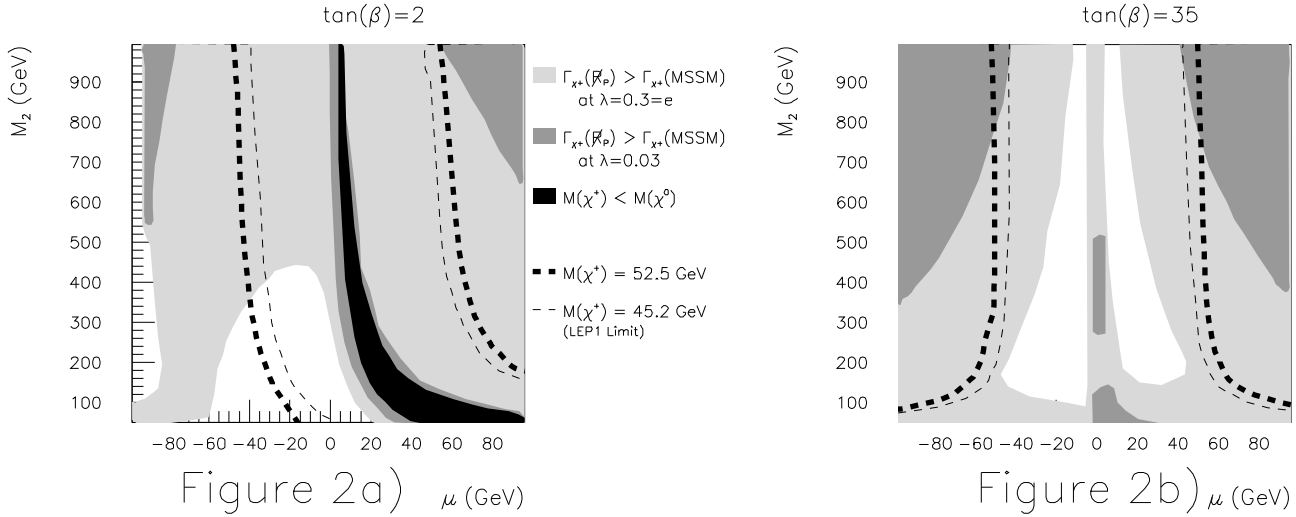 tan(β)=2
M₂ (GeV)
900
800
700
600
500
400
300
200
100
−80 −60 −40 −20 0 20 40 60 80
Figure 2a) μ (GeV)
Γχ+(R̸P) > Γχ+(MSSM)
at λ=0.3=e
Γχ+(R̸P) > Γχ+(MSSM)
at λ=0.03
M(χ⁺) < M(χ⁰)
M(χ⁺) = 52.5 GeV
M(χ⁺) = 45.2 GeV
(LEP1 Limit)
tan(β)=35
M₂ (GeV)
900
800
700
600
500
400
300
200
100
−80 −60 −40 −20 0 20 40 60 80
Figure 2b) μ (GeV)